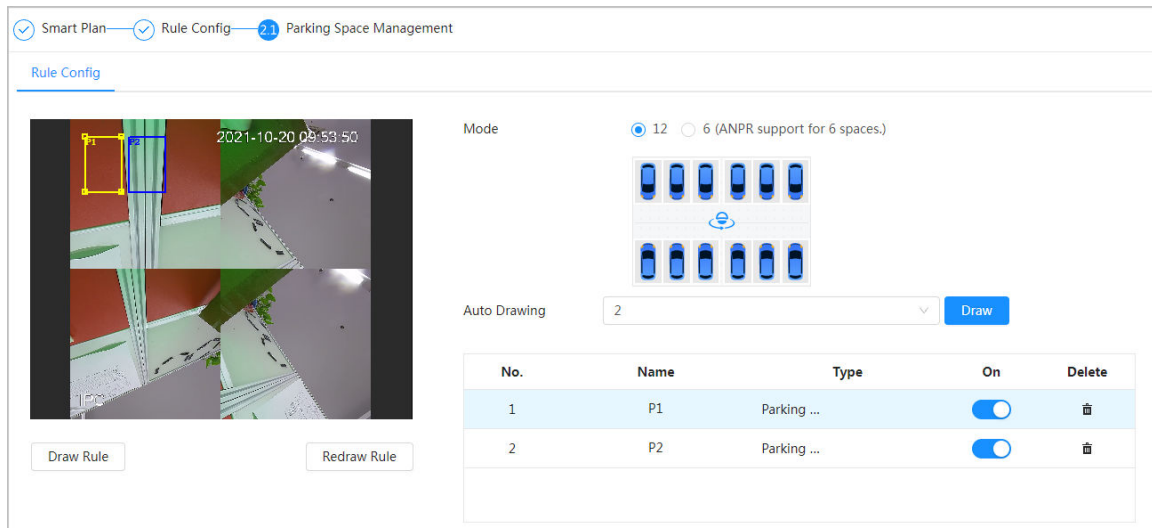 Smart Plan Rule Config 2.1 Parking Space Management
Rule Config
P1 P2 2021-10-20 09:53:50
IPC
Draw Rule Redraw Rule
Mode 12 6 (ANPR support for 6 spaces.)
Auto Drawing 2 Draw
No. Name Type On Delete
1 P1 Parking ...
2 P2 Parking ...